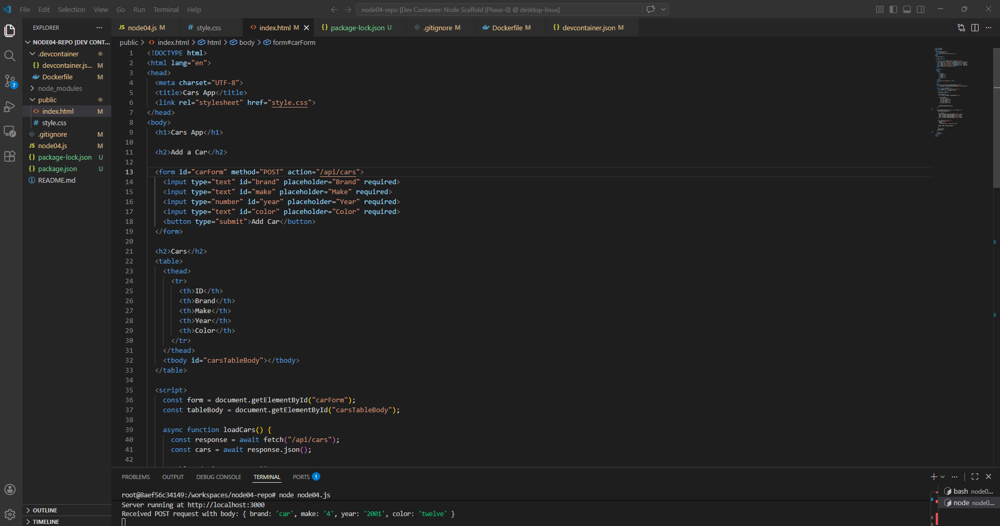 File Edit Selection View Go Run Terminal Help
node04-repo [Dev Container: Node Scaffold (Phase-0) @ desktop-linux]
EXPLORER
NODE04-REPO [DEV CONT...
.devcontainer
{} devcontainer.js... M
Dockerfile M
node_modules
public
<> index.html M
# style.css
.gitignore M
JS node04.js M
{} package-lock.json U
{} package.json U
README.md
OUTLINE
TIMELINE
7
JS node04.js M
# style.css
<> index.html M
{} package-lock.json U
.gitignore M
Dockerfile M
{} devcontainer.json M
public > <> index.html > html > body > form#carForm
1 <!DOCTYPE html>
2 <html lang="en">
3 <head>
4 <meta charset="UTF-8">
5 <title>Cars App</title>
6 <link rel="stylesheet" href="style.css">
7 </head>
8 <body>
9 <h1>Cars App</h1>
10
11 <h2>Add a Car</h2>
12
13 <form id="carForm" method="POST" action="/api/cars">
14 <input type="text" id="brand" placeholder="Brand" required>
15 <input type="text" id="make" placeholder="Make" required>
16 <input type="number" id="year" placeholder="Year" required>
17 <input type="text" id="color" placeholder="Color" required>
18 <button type="submit">Add Car</button>
19 </form>
20
21 <h2>Cars</h2>
22 <table>
23 <thead>
24 <tr>
25 <th>ID</th>
26 <th>Brand</th>
27 <th>Make</th>
28 <th>Year</th>
29 <th>Color</th>
30 </tr>
31 </thead>
32 <tbody id="carsTableBody"></tbody>
33 </table>
34
35 <script>
36 const form = document.getElementById("carForm");
37 const tableBody = document.getElementById("carsTableBody");
38
39 async function loadCars() {
40 const response = await fetch("/api/cars");
41 const cars = await response.json();
42
PROBLEMS OUTPUT DEBUG CONSOLE TERMINAL PORTS 1
root@8aef56c34149:/workspaces/node04-repo# node node04.js
Server running at http://localhost:3000
Received POST request with body: { brand: 'car', make: '4', year: '2001', color: 'twelve' }
bash node0...
node node0...